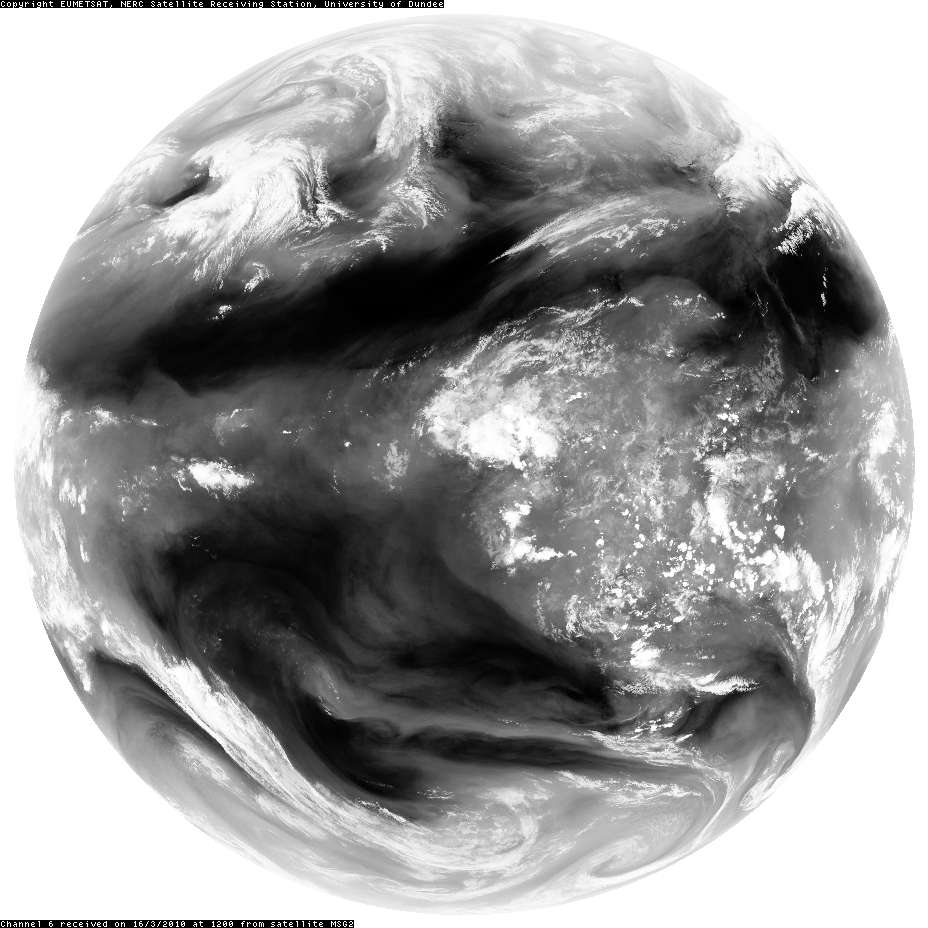 Copyright EUMETSAT, NERC Satellite Receiving Station, University of Dundee
Channel 6 received on 16/3/2010 at 1200 from satellite MSG2